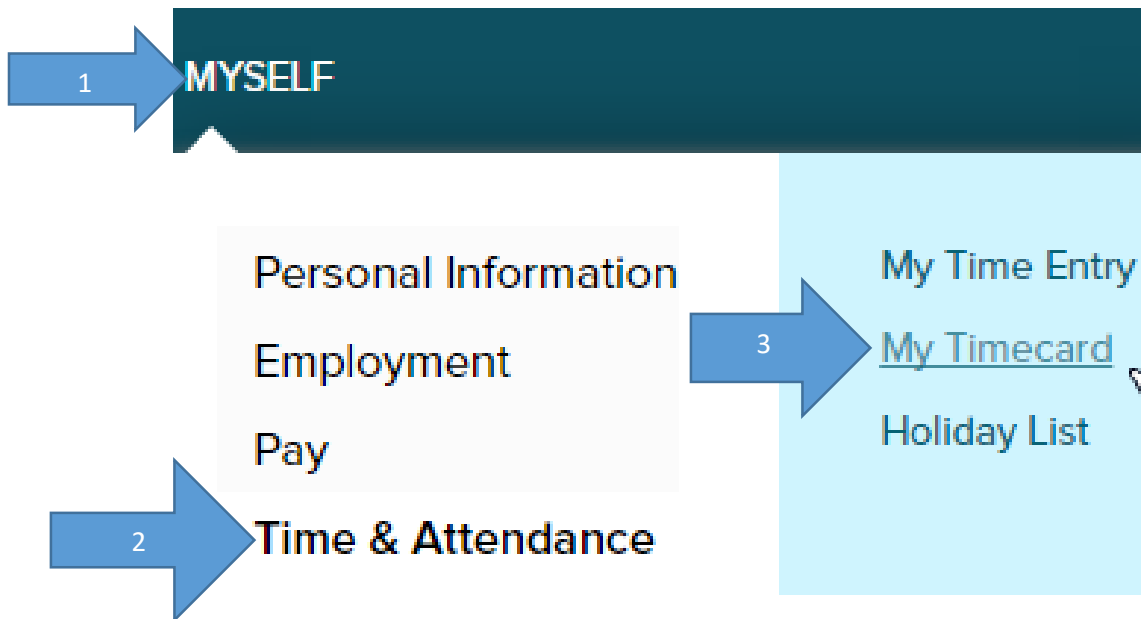 1
MYSELF
Personal Information
Employment
Pay
2
Time & Attendance
My Time Entry
3
My Timecard
Holiday List